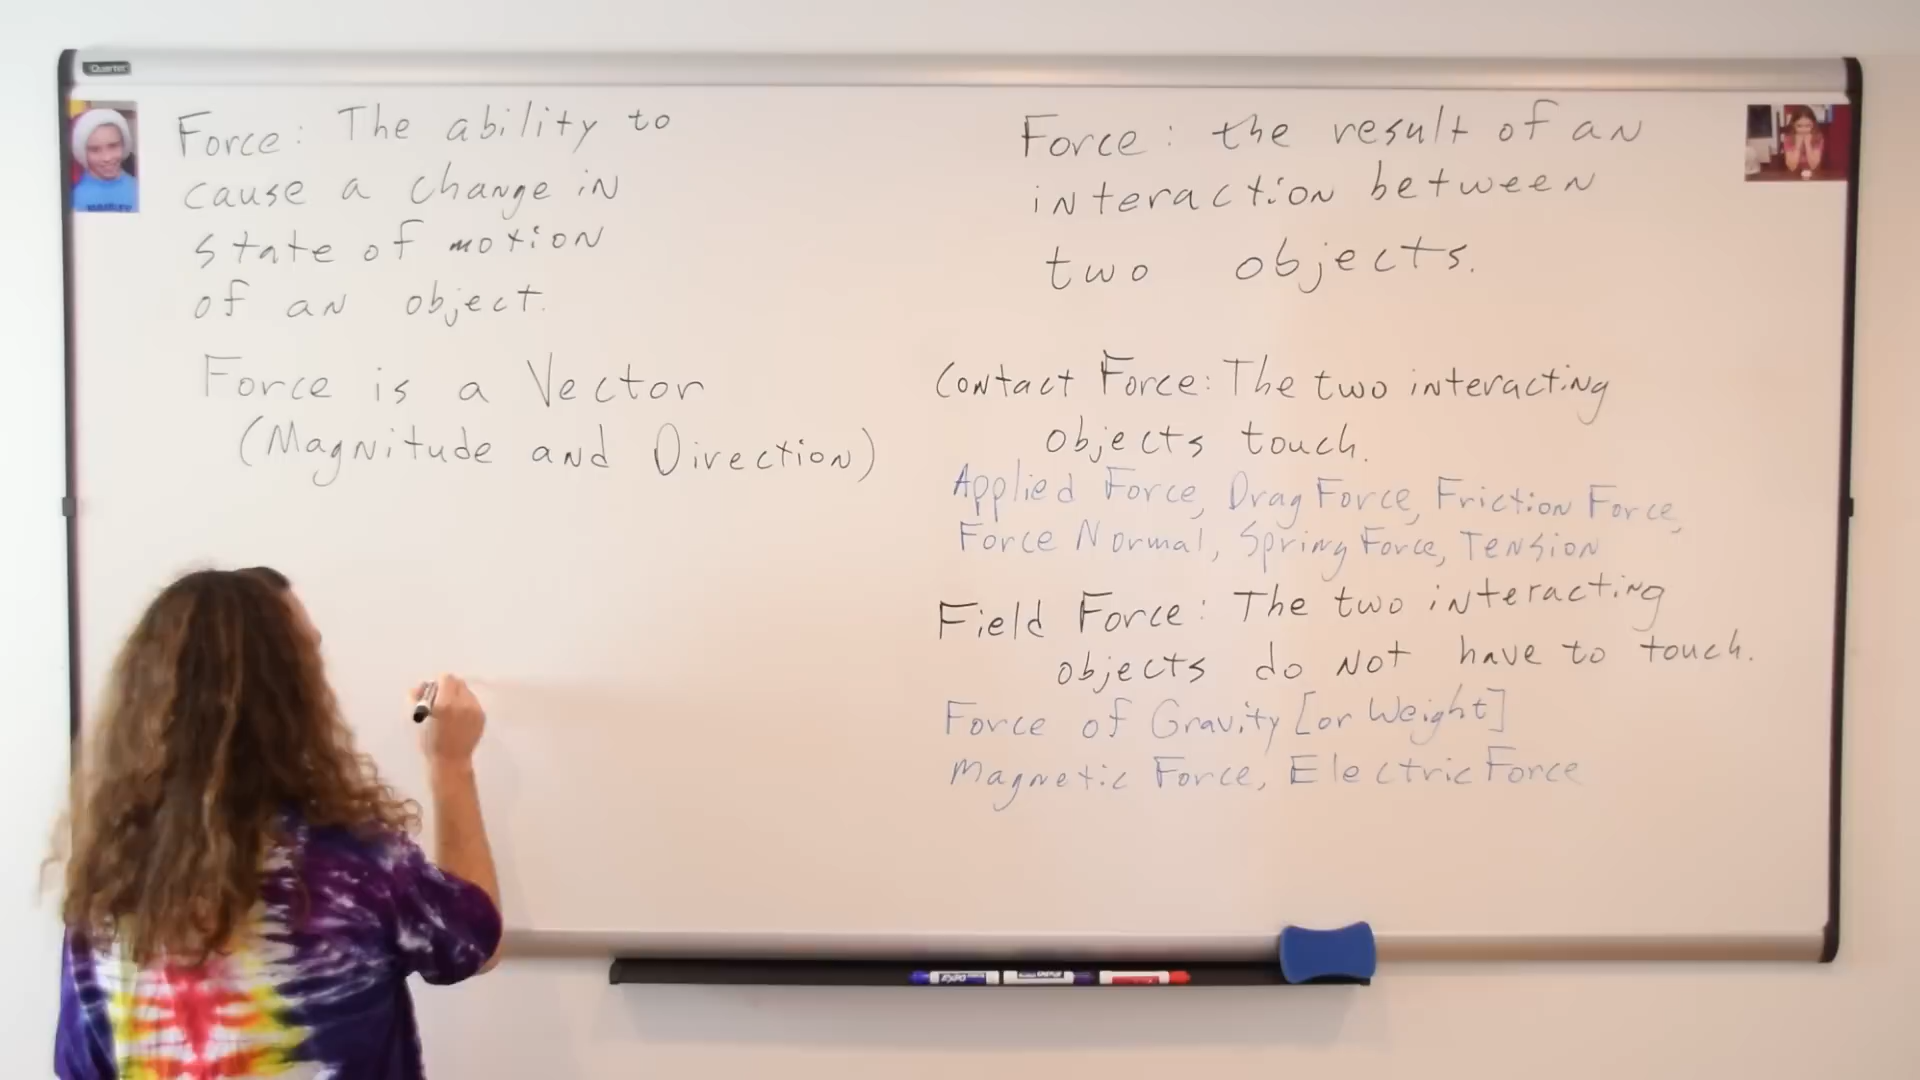 Quartet
Force: The ability to
cause a change in
state of motion
of an object.
Force is a Vector
(Magnitude and Direction)
Force: the result of an
interaction between
two objects.
Contact Force: The two interacting
objects touch.
Applied Force, Drag Force, Friction Force,
Force Normal, Spring Force, Tension
Field Force: The two interacting
objects do not have to touch.
Force of Gravity [or Weight]
Magnetic Force, Electric Force